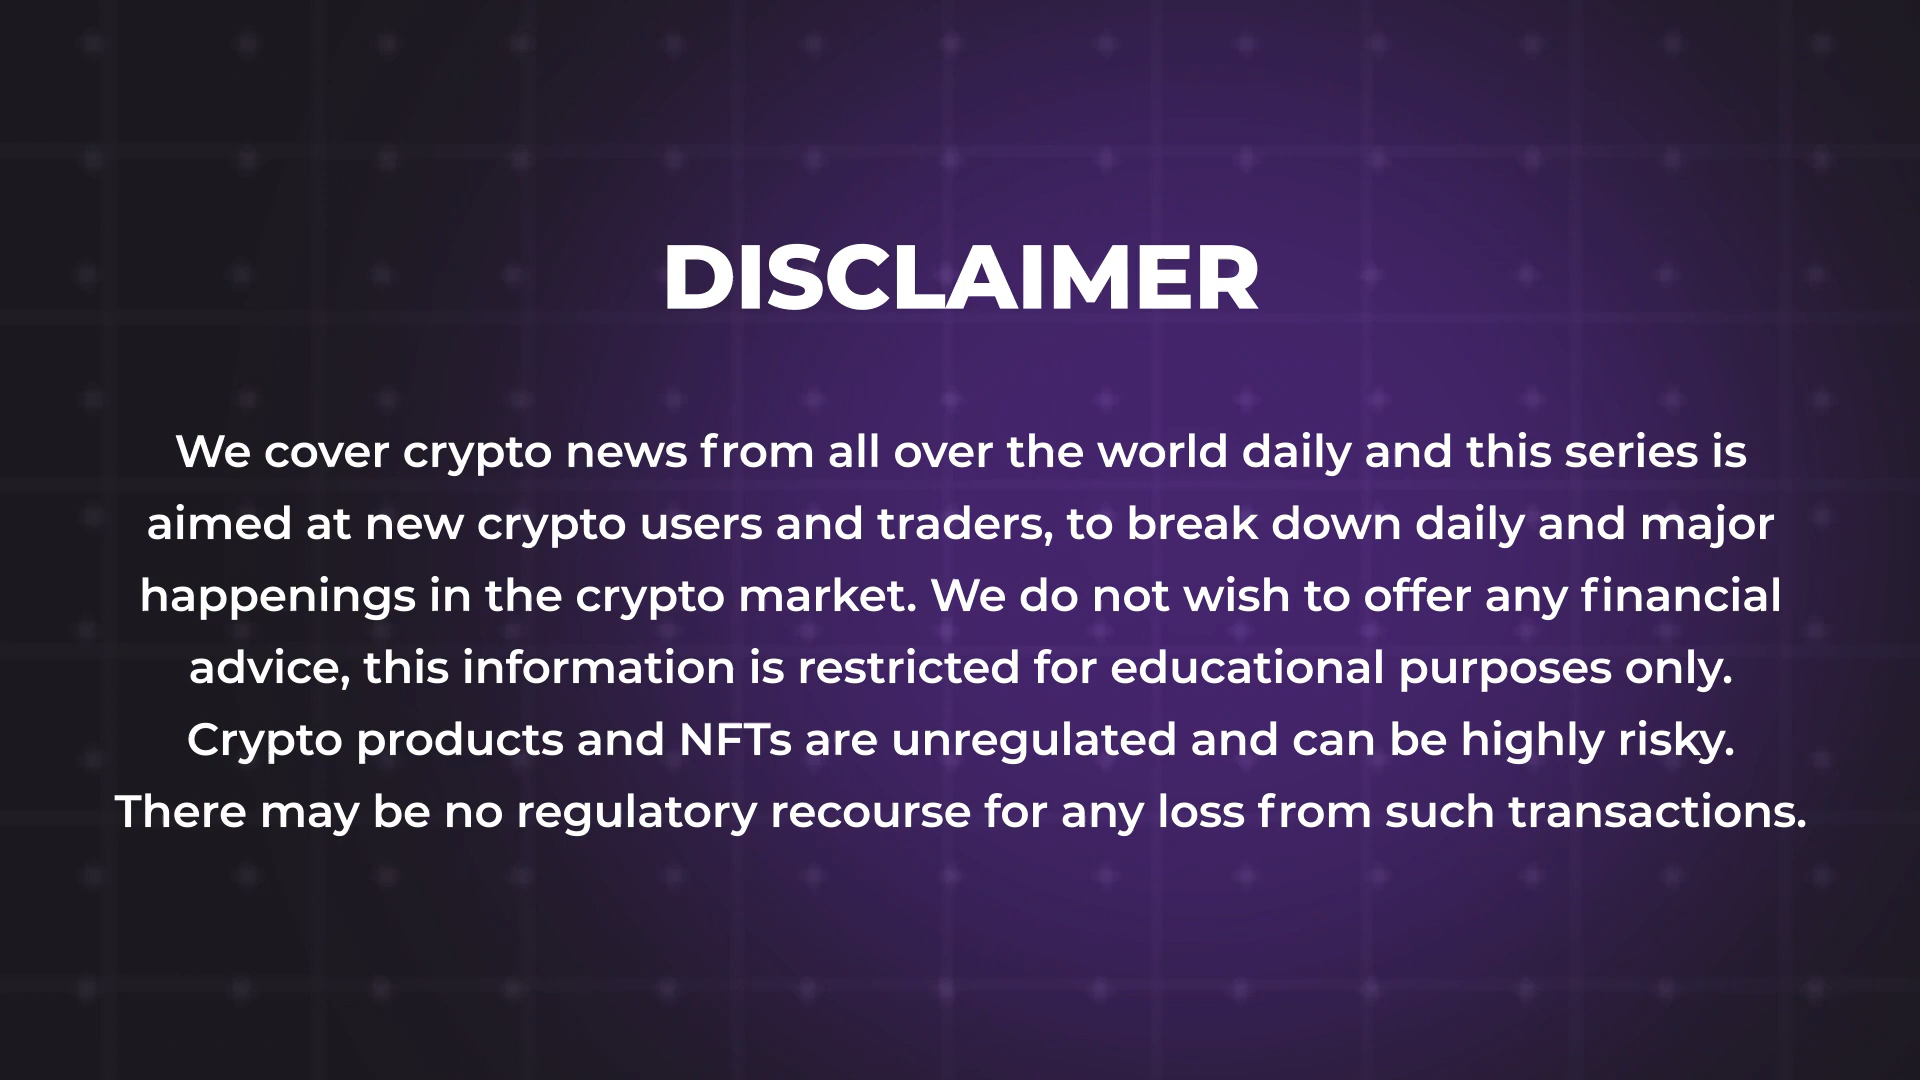 DISCLAIMER
We cover crypto news from all over the world daily and this series is
aimed at new crypto users and traders, to break down daily and major
happenings in the crypto market. We do not wish to offer any financial
advice, this information is restricted for educational purposes only.
Crypto products and NFTs are unregulated and can be highly risky.
There may be no regulatory recourse for any loss from such transactions.